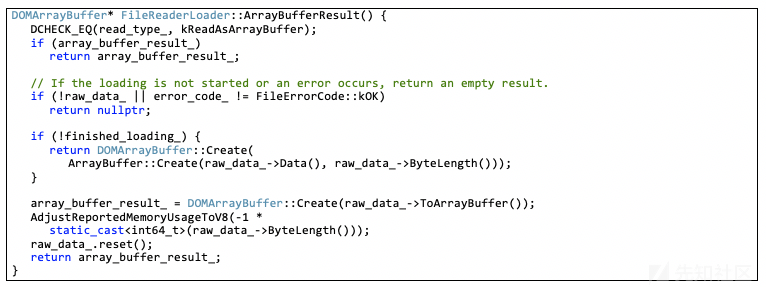 DOMArrayBuffer* FileReaderLoader::ArrayBufferResult() {
DCHECK_EQ(read_type_, kReadAsArrayBuffer);
if (array_buffer_result_)
return array_buffer_result_;
// If the loading is not started or an error occurs, return an empty result.
if (!raw_data_ || error_code_ != FileErrorCode::kOK)
return nullptr;
if (!finished_loading_) {
return DOMArrayBuffer::Create(
ArrayBuffer::Create(raw_data_->Data(), raw_data_->ByteLength()));
}
array_buffer_result_ = DOMArrayBuffer::Create(raw_data_->ToArrayBuffer());
AdjustReportedMemoryUsageToV8(-1 *
static_cast<int64_t>(raw_data_->ByteLength()));
raw_data_.reset();
return array_buffer_result_;
}
先知社区